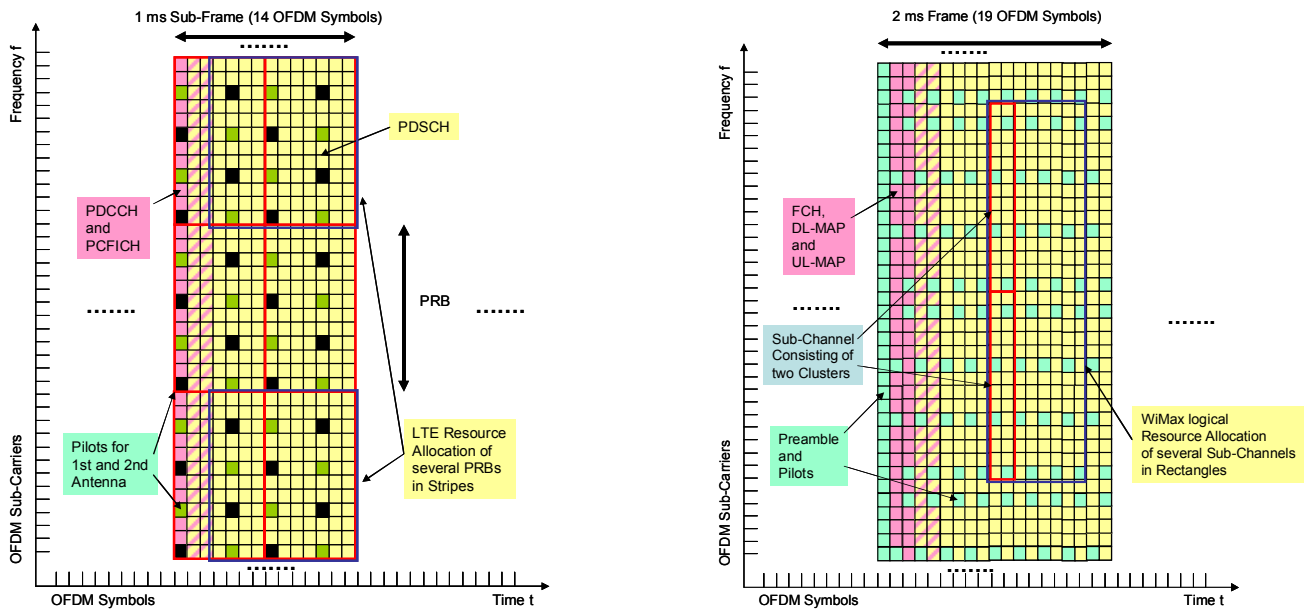 1 ms Sub-Frame (14 OFDM Symbols)
Frequency f
OFDM Sub-Carriers
PDSCH
PDCCH
and
PCFICH
PRB
Pilots for
1st and 2nd
Antenna
LTE Resource
Allocation of
several PRBs
in Stripes
OFDM Symbols
Time t
2 ms Frame (19 OFDM Symbols)
Frequency f
OFDM Sub-Carriers
FCH,
DL-MAP
and
UL-MAP
Sub-Channel
Consisting of
two Clusters
Preamble
and
Pilots
WiMax logical
Resource Allocation
of several Sub-Channels
in Rectangles
OFDM Symbols
Time t